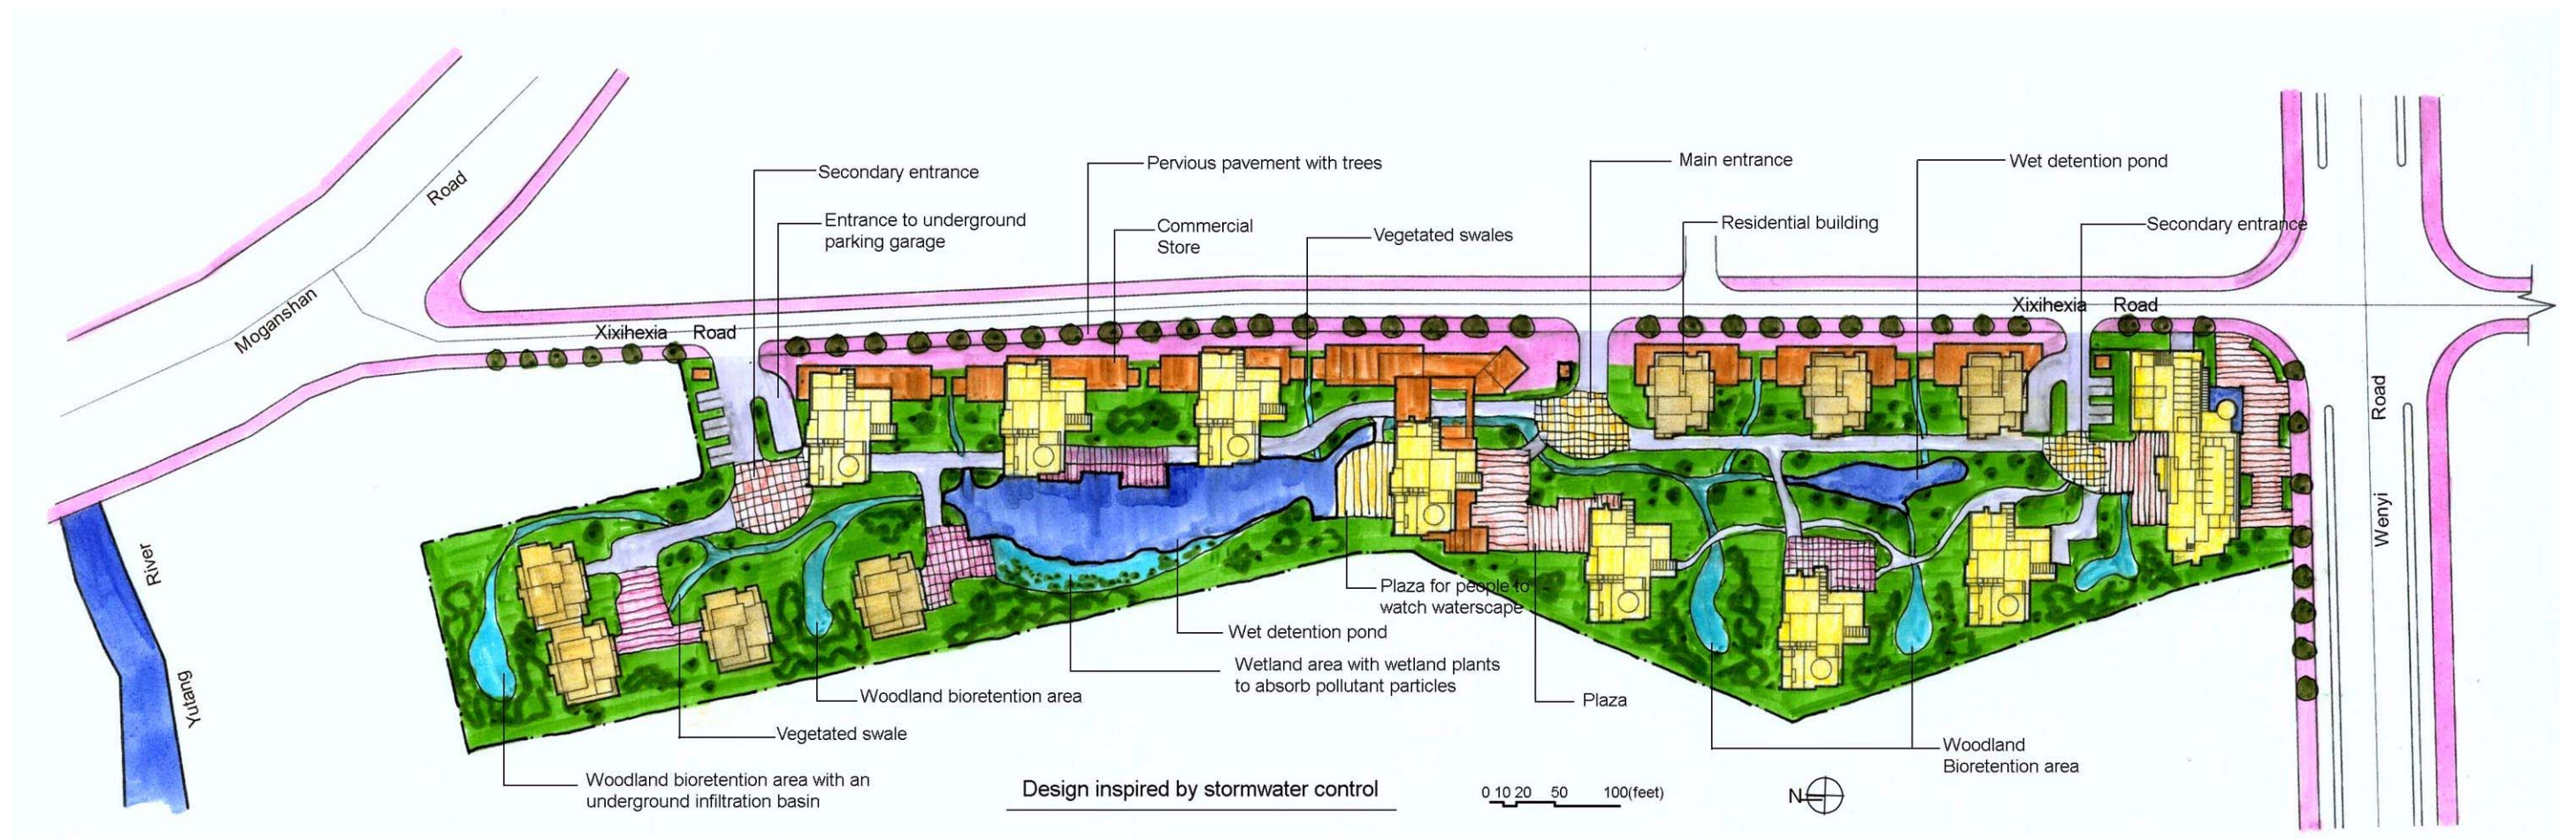 Pervious pavement with trees
Main entrance
Wet detention pond
Secondary entrance
Road
Entrance to underground
parking garage
Commercial
Store
Vegetated swales
Residential building
Secondary entrance
Moganshan
Xixihexia Road
Xixihexia Road
Road
Wenyi
River
Yutang
Plaza for people to
watch waterscape
Wet detention pond
Wetland area with wetland plants
to absorb pollutant particles
Woodland bioretention area
Plaza
Vegetated swale
Woodland
Bioretention area
Woodland bioretention area with an
underground infiltration basin
Design inspired by stormwater control
0 10 20 50 100(feet)
N